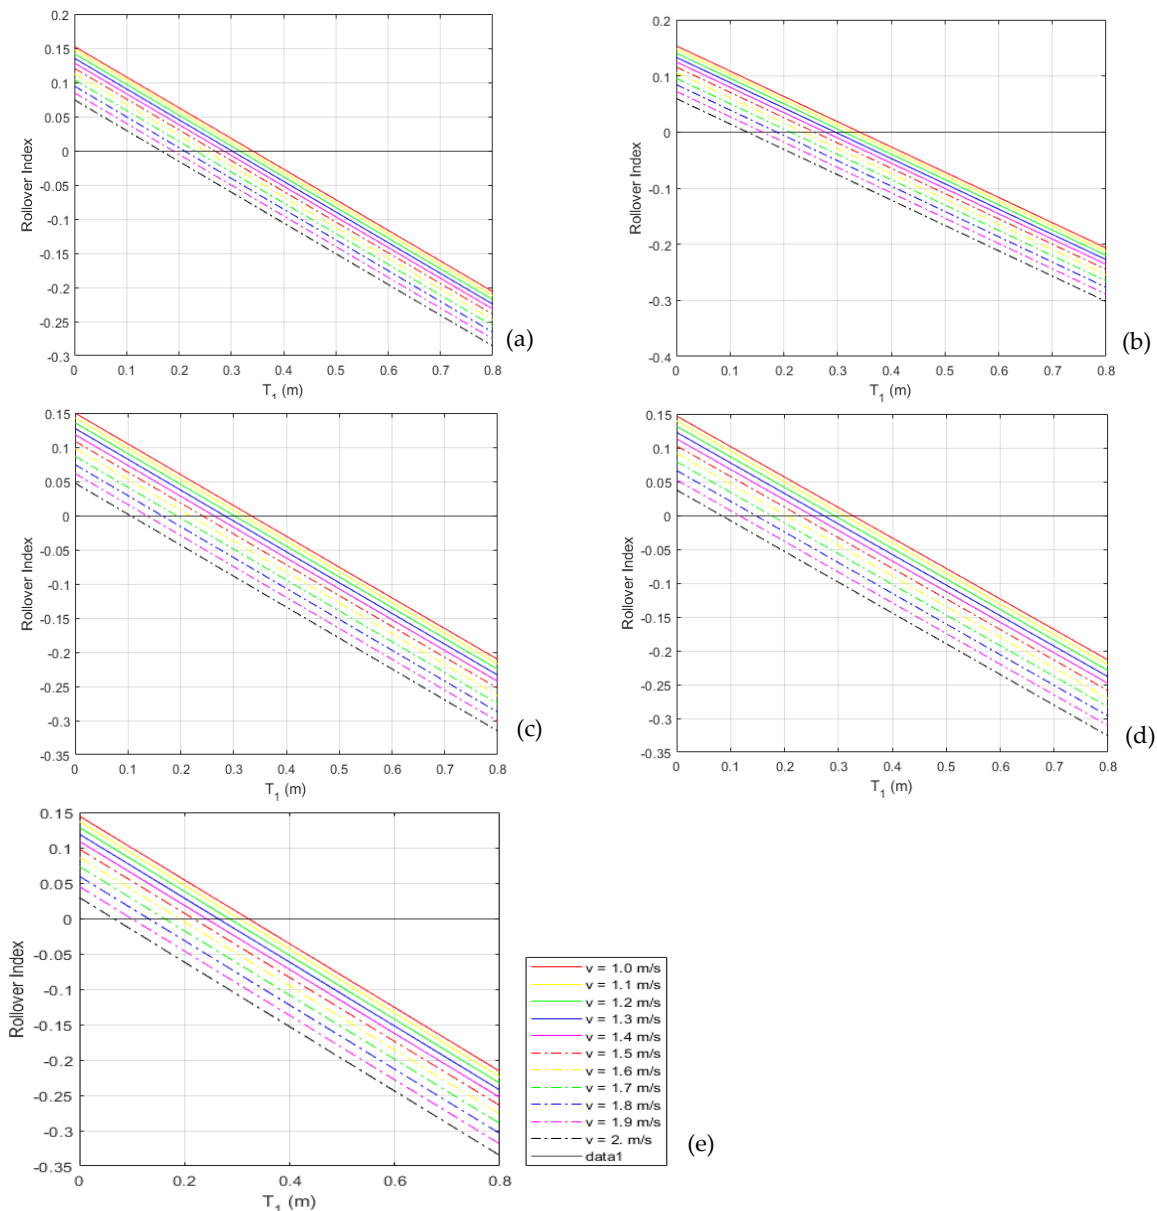 0.2
0.15
0.1
0.05
0
-0.05
-0.1
-0.15
-0.2
-0.25
-0.3
Rollover Index
0 0.1 0.2 0.3 0.4 0.5 0.6 0.7 0.8
T1 (m)
(a)
0.2
0.1
0
-0.1
-0.2
-0.3
-0.4
Rollover Index
0 0.1 0.2 0.3 0.4 0.5 0.6 0.7 0.8
T1 (m)
(b)
0.15
0.1
0.05
0
-0.05
-0.1
-0.15
-0.2
-0.25
-0.3
-0.35
Rollover Index
0 0.1 0.2 0.3 0.4 0.5 0.6 0.7 0.8
T1 (m)
(c)
0.15
0.1
0.05
0
-0.05
-0.1
-0.15
-0.2
-0.25
-0.3
-0.35
Rollover Index
0 0.1 0.2 0.3 0.4 0.5 0.6 0.7 0.8
T1 (m)
(d)
0.15
0.1
0.05
0
-0.05
-0.1
-0.15
-0.2
-0.25
-0.3
-0.35
Rollover Index
0 0.2 0.4 0.6 0.8
T1 (m)
v = 1.0 m/s
v = 1.1 m/s
v = 1.2 m/s
v = 1.3 m/s
v = 1.4 m/s
v = 1.5 m/s
v = 1.6 m/s
v = 1.7 m/s
v = 1.8 m/s
v = 1.9 m/s
v = 2. m/s
data1
(e)